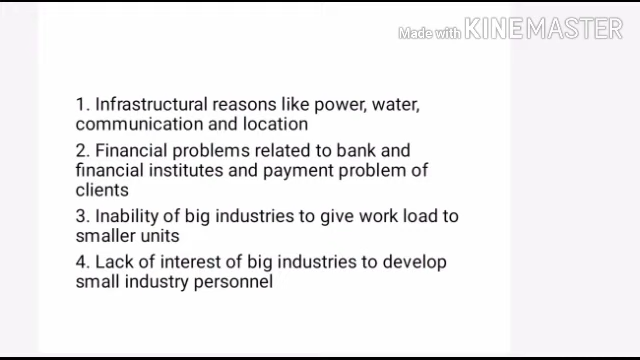 Made with KINEMASTER
1. Infrastructural reasons like power, water,
communication and location
2. Financial problems related to bank and
financial institutes and payment problem of
clients
3. Inability of big industries to give work load to
smaller units
4. Lack of interest of big industries to develop
small industry personnel